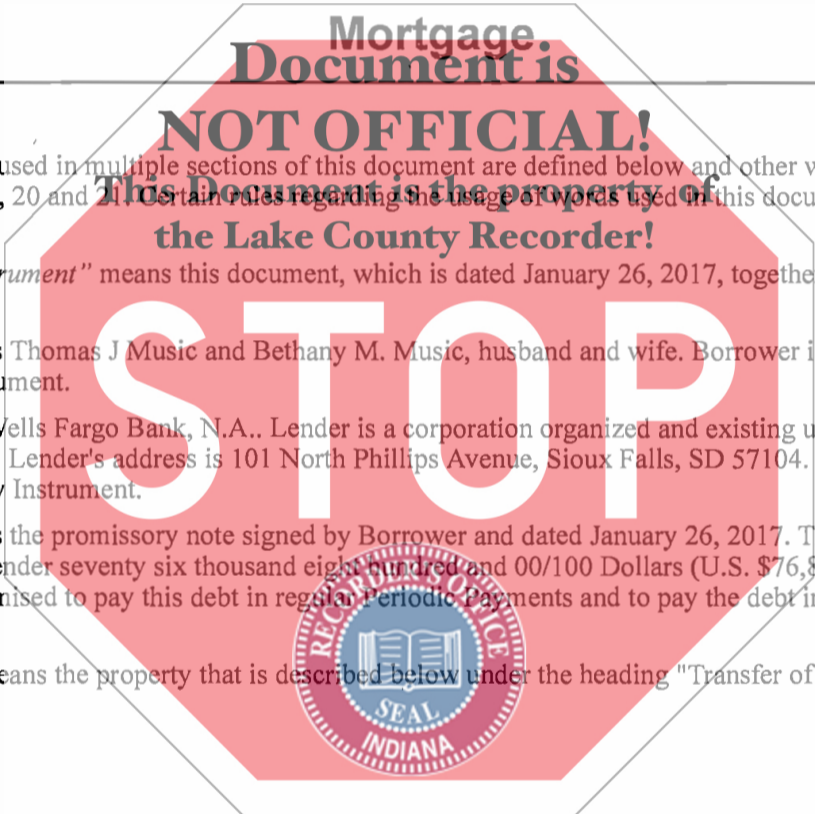 Mortgage
Document is
NOT OFFICIAL!
used in multiple sections of this document are defined below and other
This Document is the property of
, 20 and 21. Certain rules regarding the usage of words used in this docu
the Lake County Recorder!
rument" means this document, which is dated January 26, 2017, togethe
Thomas J Music and Bethany M. Music, husband and wife. Borrower i
ument.
Wells Fargo Bank, N.A.. Lender is a corporation organized and existing u
Lender's address is 101 North Phillips Avenue, Sioux Falls, SD 57104.
Instrument.
STOP
the promissory note signed by Borrower and dated January 26, 2017. T
nder seventy six thousand eight hundred and 00/100 Dollars (U.S. $76,8
nised to pay this debt in regular Periodic Payments and to pay the debt i
eans the property that is described below under the heading "Transfer of
RECORDER'S OFFICE
SEAL
INDIANA